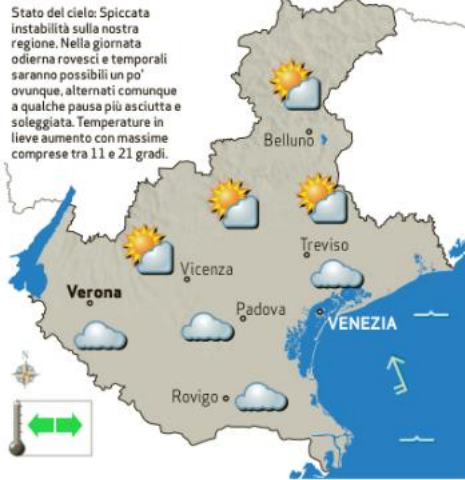 Stato del cielo: Spiccata
instabilità sulla nostra
regione. Nella giornata
odierna rovesci e temporali
saranno possibili un po'
ovunque, alternati comunque
a qualche pausa più asciutta e
soleggiata. Temperature in
lieve aumento con massime
comprese tra 11 e 21 gradi.
Belluno
Treviso
Vicenza
Verona
Padova
VENEZIA
Rovigo
N